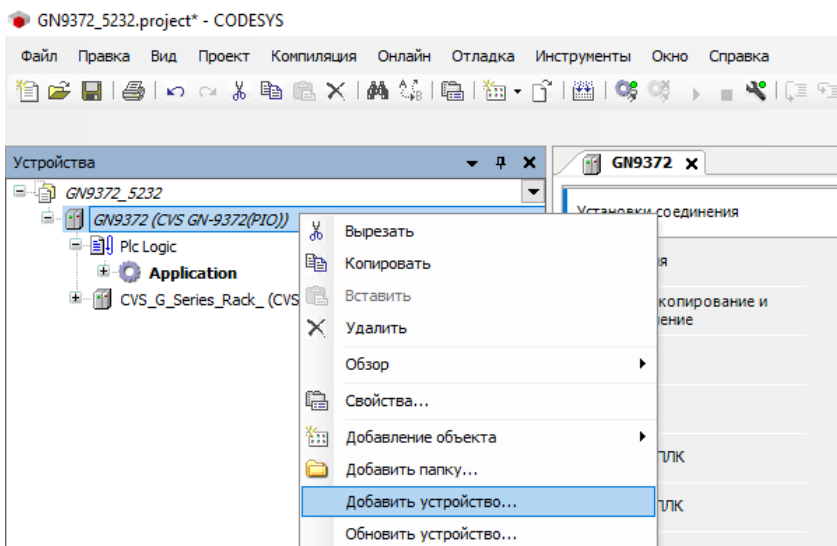 GN9372_5232.project* - CODESYS
Файл Правка Вид Проект Компиляция Онлайн Отладка Инструменты Окно Справка
Устройства
GN9372
GN9372_5232
Установки соединения
GN9372 (CVS GN-9372(PIO))
Вырезать
Plc Logic
Копировать
Application
Вставить
копирование и
CVS_G_Series_Rack_ (CVS
Удалить
Обзор
Свойства...
Добавление объекта
ПЛК
Добавить папку...
Добавить устройство...
ПЛК
Обновить устройство...